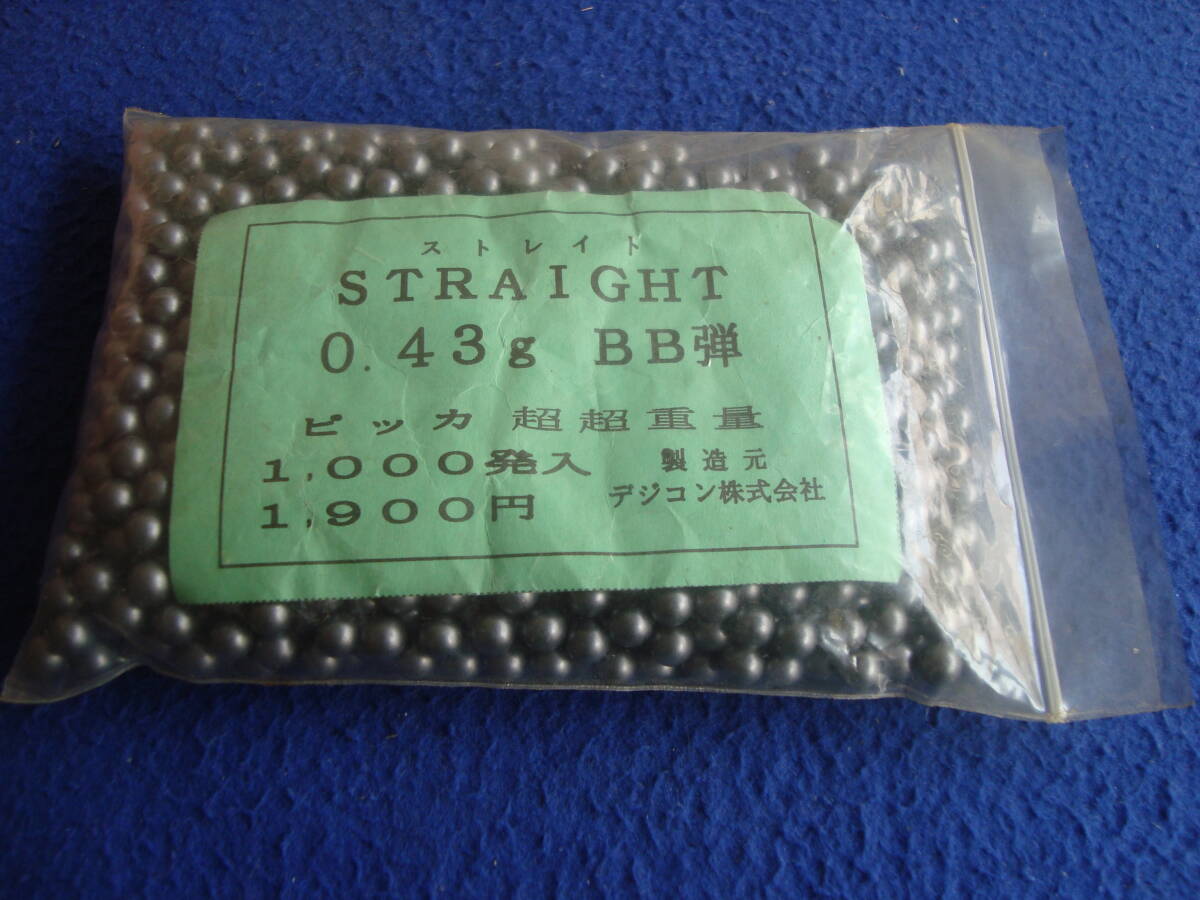 ストレイト
STRAIGHT
0.43g BB弾
ピッカ 超超重量
1,000発入 製造元
1,900円 デジコン株式会社